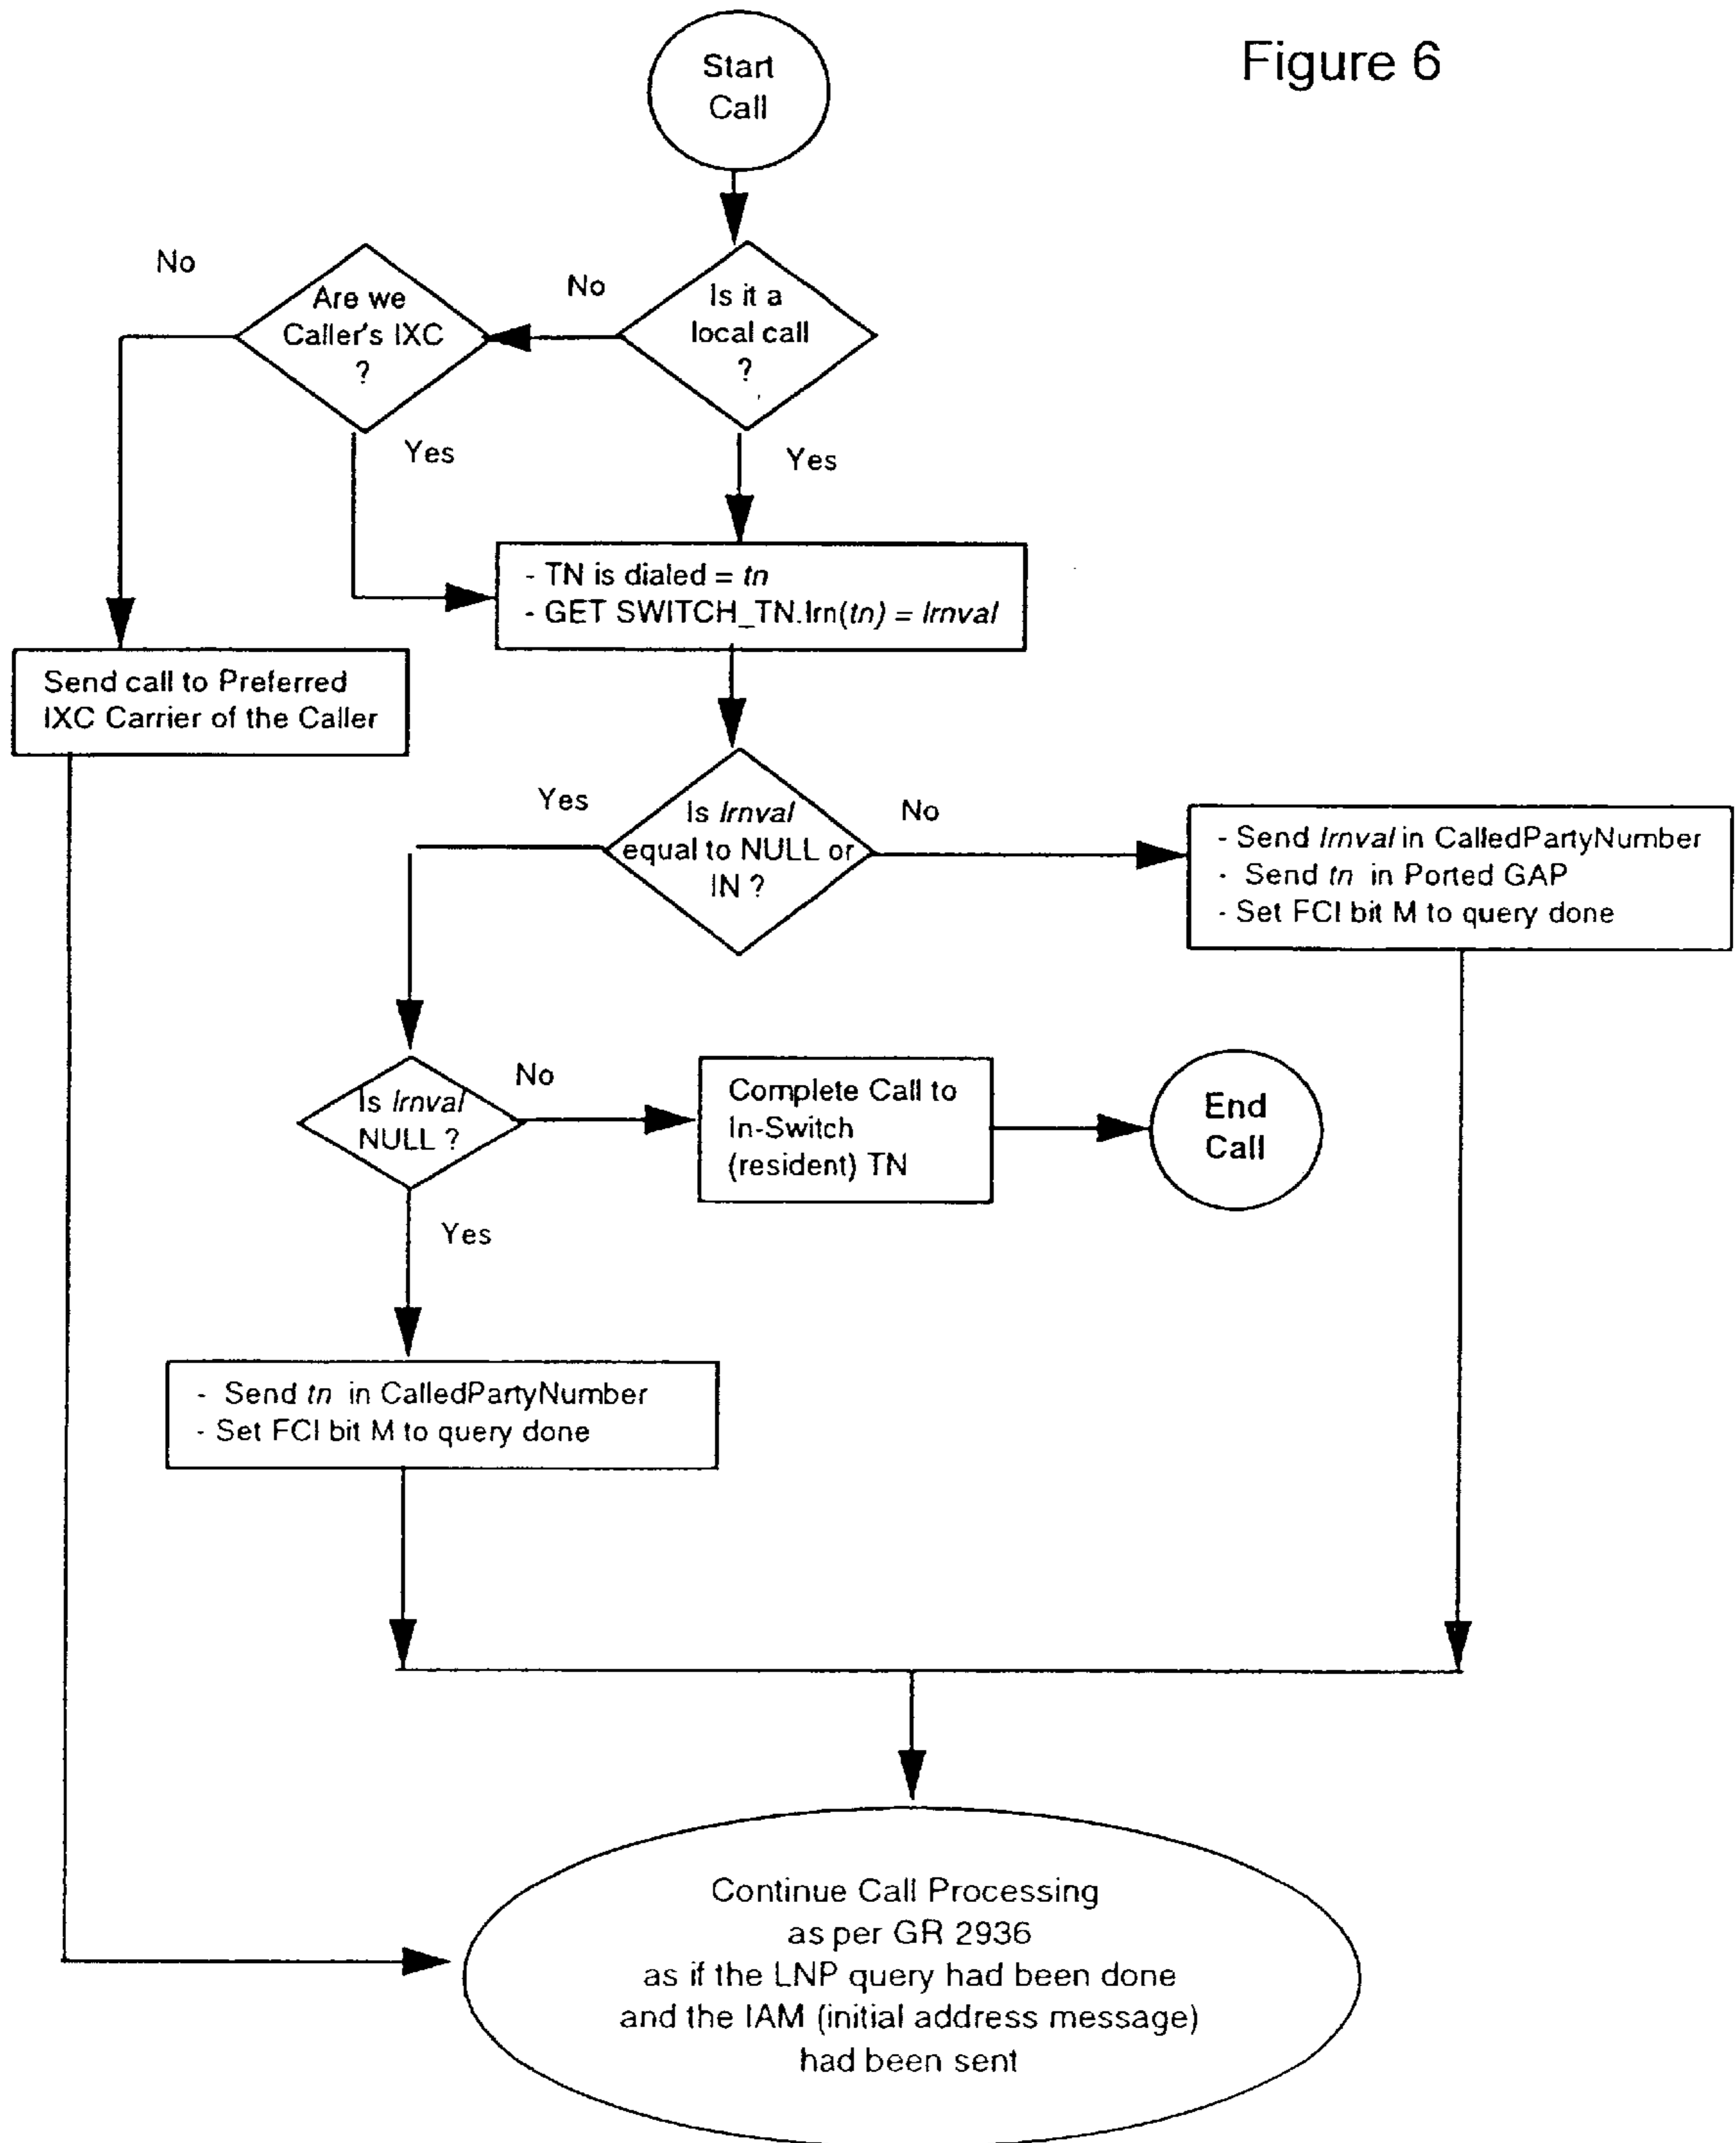 Figure 6
Start
Call
No
Are we
Caller's IXC
?
No
Is it a
local call
?
Yes
Yes
- TN is dialed = tn
- GET SWITCH_TN.lrn(tn) = lrnval
Send call to Preferred
IXC Carrier of the Caller
Yes
Is lrnval
equal to NULL or
IN ?
No
- Send lrnval in CalledPartyNumber
- Send tn in Ported GAP
- Set FCI bit M to query done
Is lrnval
NULL ?
No
Complete Call to
In-Switch
(resident) TN
End
Call
Yes
- Send tn in CalledPartyNumber
- Set FCI bit M to query done
Continue Call Processing
as per GR 2936
as if the LNP query had been done
and the IAM (initial address message)
had been sent